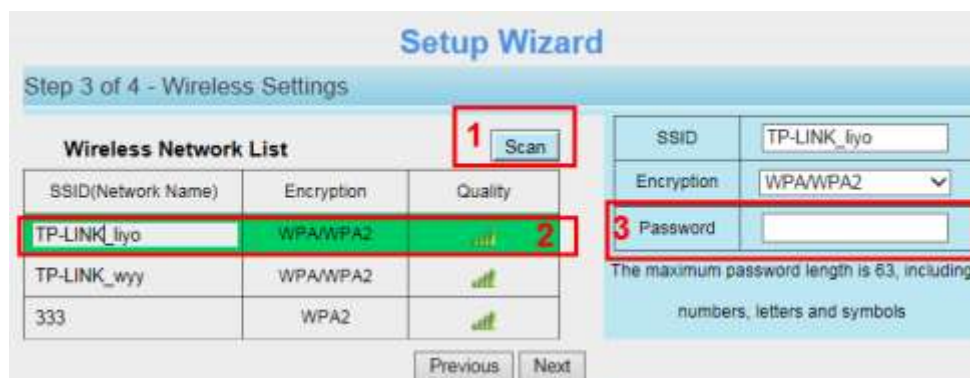 Setup Wizard
Step 3 of 4 - Wireless Settings
Wireless Network List
1
Scan
SSID(Network Name) Encryption Quality
TP-LINK_liyo WPA/WPA2 2
TP-LINK_wyy WPA/WPA2
333 WPA2
Previous Next
SSID TP-LINK_liyo
Encryption WPA/WPA2
3 Password
The maximum password length is 63, including
numbers, letters and symbols